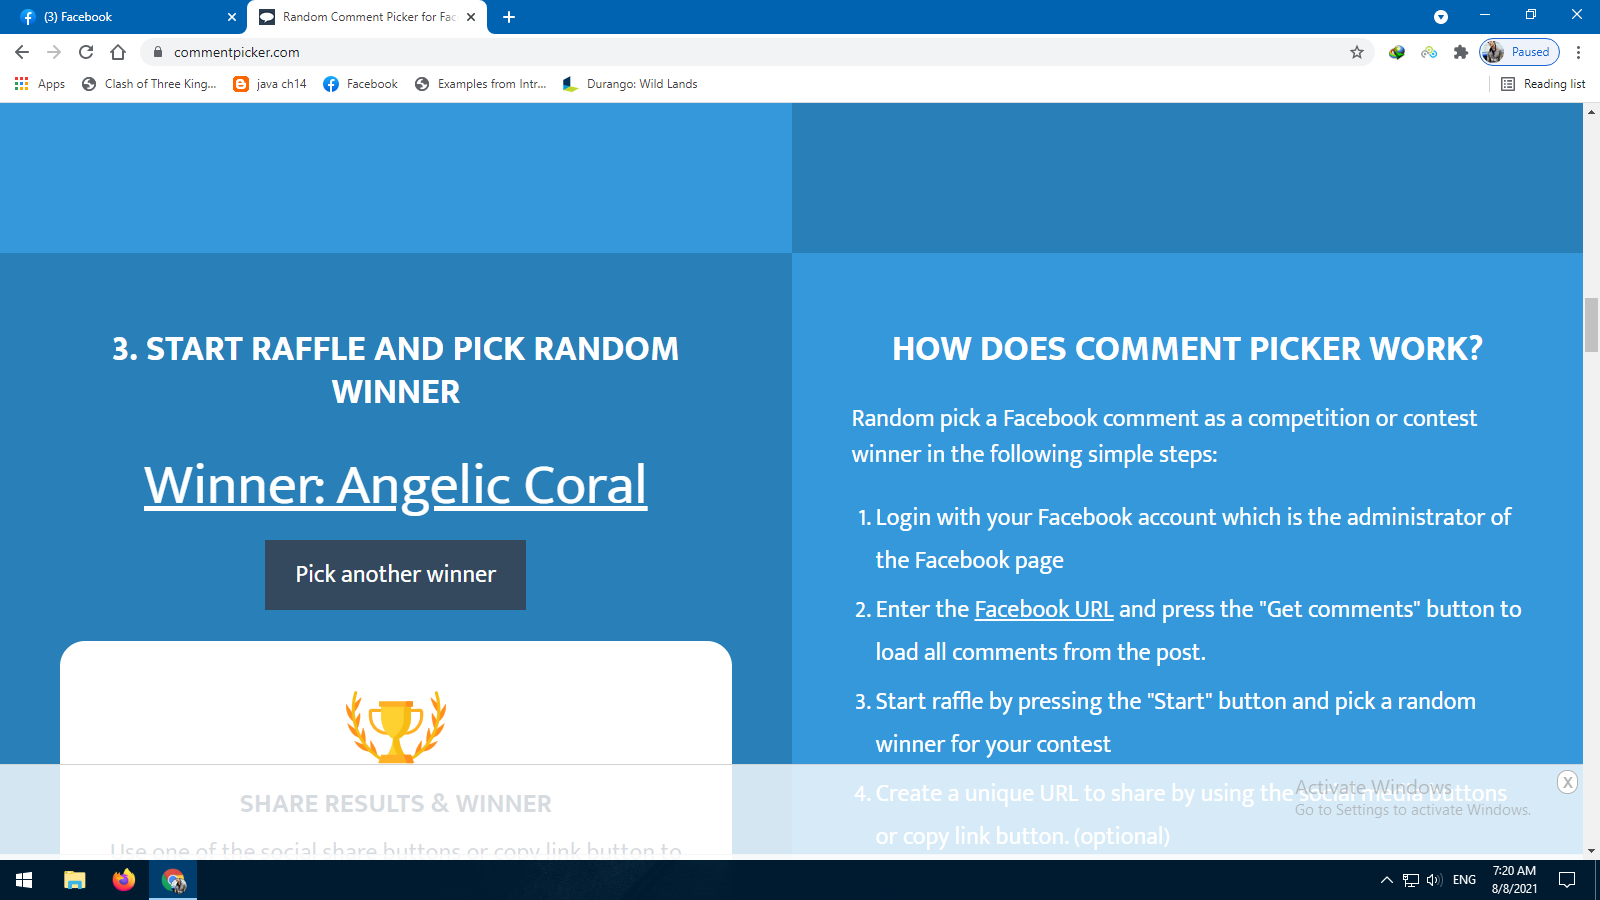 (3) Facebook
Random Comment Picker for Fac
commentpicker.com
Paused
Apps
Clash of Three King...
java ch14
Facebook
Examples from Intr...
Durango: Wild Lands
Reading list
3. START RAFFLE AND PICK RANDOM
WINNER
Winner: Angelic Coral
Pick another winner
SHARE RESULTS & WINNER
Use one of the social share buttons or copy link button to
HOW DOES COMMENT PICKER WORK?
Random pick a Facebook comment as a competition or contest
winner in the following simple steps:
1. Login with your Facebook account which is the administrator of
the Facebook page
2. Enter the Facebook URL and press the "Get comments" button to
load all comments from the post.
3. Start raffle by pressing the "Start" button and pick a random
winner for your contest
4. Create a unique URL to share by using the social media buttons
or copy link button. (optional)
X
Activate Windows
Go to Settings to activate Windows.
ENG
7:20 AM
8/8/2021